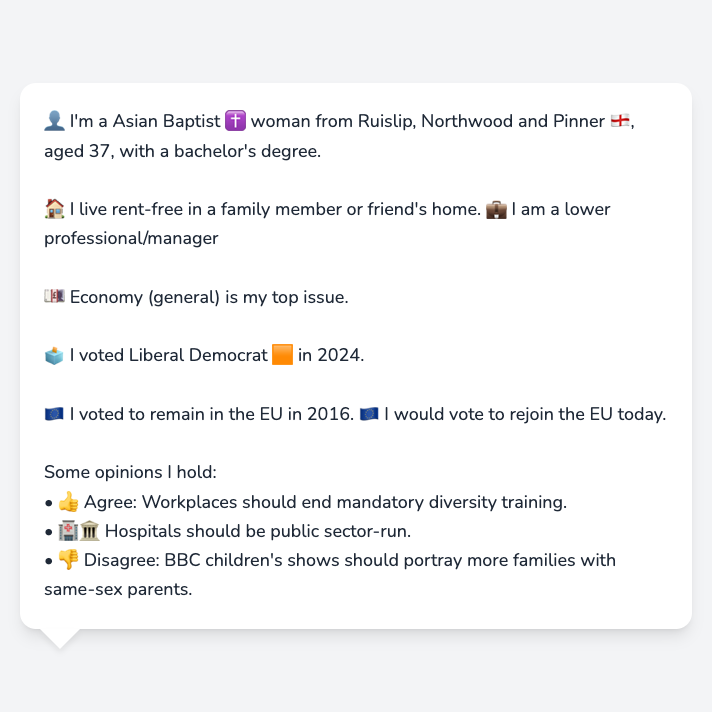 👤 I'm a Asian Baptist ✝️ woman from Ruislip, Northwood and Pinner 🏴󠁧󠁢󠁥󠁮󠁧󠁿,
aged 37, with a bachelor's degree.
🏠 I live rent-free in a family member or friend's home. 💼 I am a lower
professional/manager
💷 Economy (general) is my top issue.
🗳️ I voted Liberal Democrat 🟧 in 2024.
🇪🇺 I voted to remain in the EU in 2016. 🇪🇺 I would vote to rejoin the EU today.
Some opinions I hold:
• 👍 Agree: Workplaces should end mandatory diversity training.
• 🏥🏛️ Hospitals should be public sector-run.
• 👎 Disagree: BBC children's shows should portray more families with
same-sex parents.